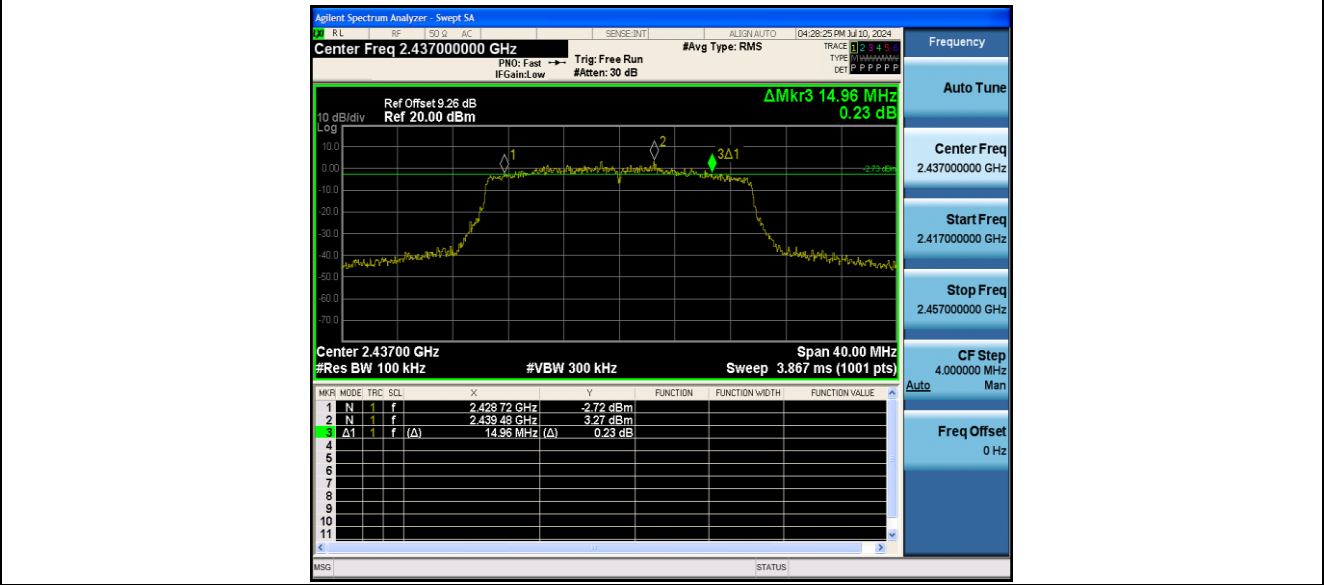 Agilent Spectrum Analyzer - Swept SA
LXI RL RF 50 Ω AC SENSE:INT ALIGN AUTO 04:28:25 PM Jul 10, 2024
Center Freq 2.437000000 GHz #Avg Type: RMS TRACE 1 2 3 4 5 6
PNO: Fast Trig: Free Run TYPE M
IFGain:Low #Atten: 30 dB DET P P P P P P
Frequency
Auto Tune
Center Freq
2.437000000 GHz
Start Freq
2.417000000 GHz
Stop Freq
2.457000000 GHz
CF Step
4.000000 MHz
Auto Man
Freq Offset
0 Hz
ΔMkr3 14.96 MHz
0.23 dB
Ref Offset 9.26 dB
10 dB/div Ref 20.00 dBm
Log
10.0
0.00
-10.0
-20.0
-30.0
-40.0
-50.0
-60.0
-70.0
1
2
3Δ1
-2.73 dBm
Center 2.43700 GHz Span 40.00 MHz
#Res BW 100 kHz #VBW 300 kHz Sweep 3.867 ms (1001 pts)
MKR MODE TRC SCL X Y FUNCTION FUNCTION WIDTH FUNCTION VALUE
1 N 1 f 2.428 72 GHz -2.72 dBm
2 N 1 f 2.439 48 GHz 3.27 dBm
3 Δ1 1 f (Δ) 14.96 MHz (Δ) 0.23 dB
4
5
6
7
8
9
10
11
MSG STATUS